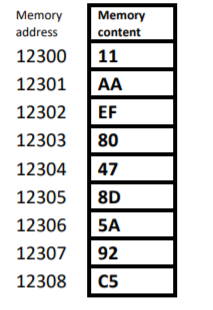 Memory address Memory content
12300 11
12301 AA
12302 EF
12303 80
12304 47
12305 8D
12306 5A
12307 92
12308 C5